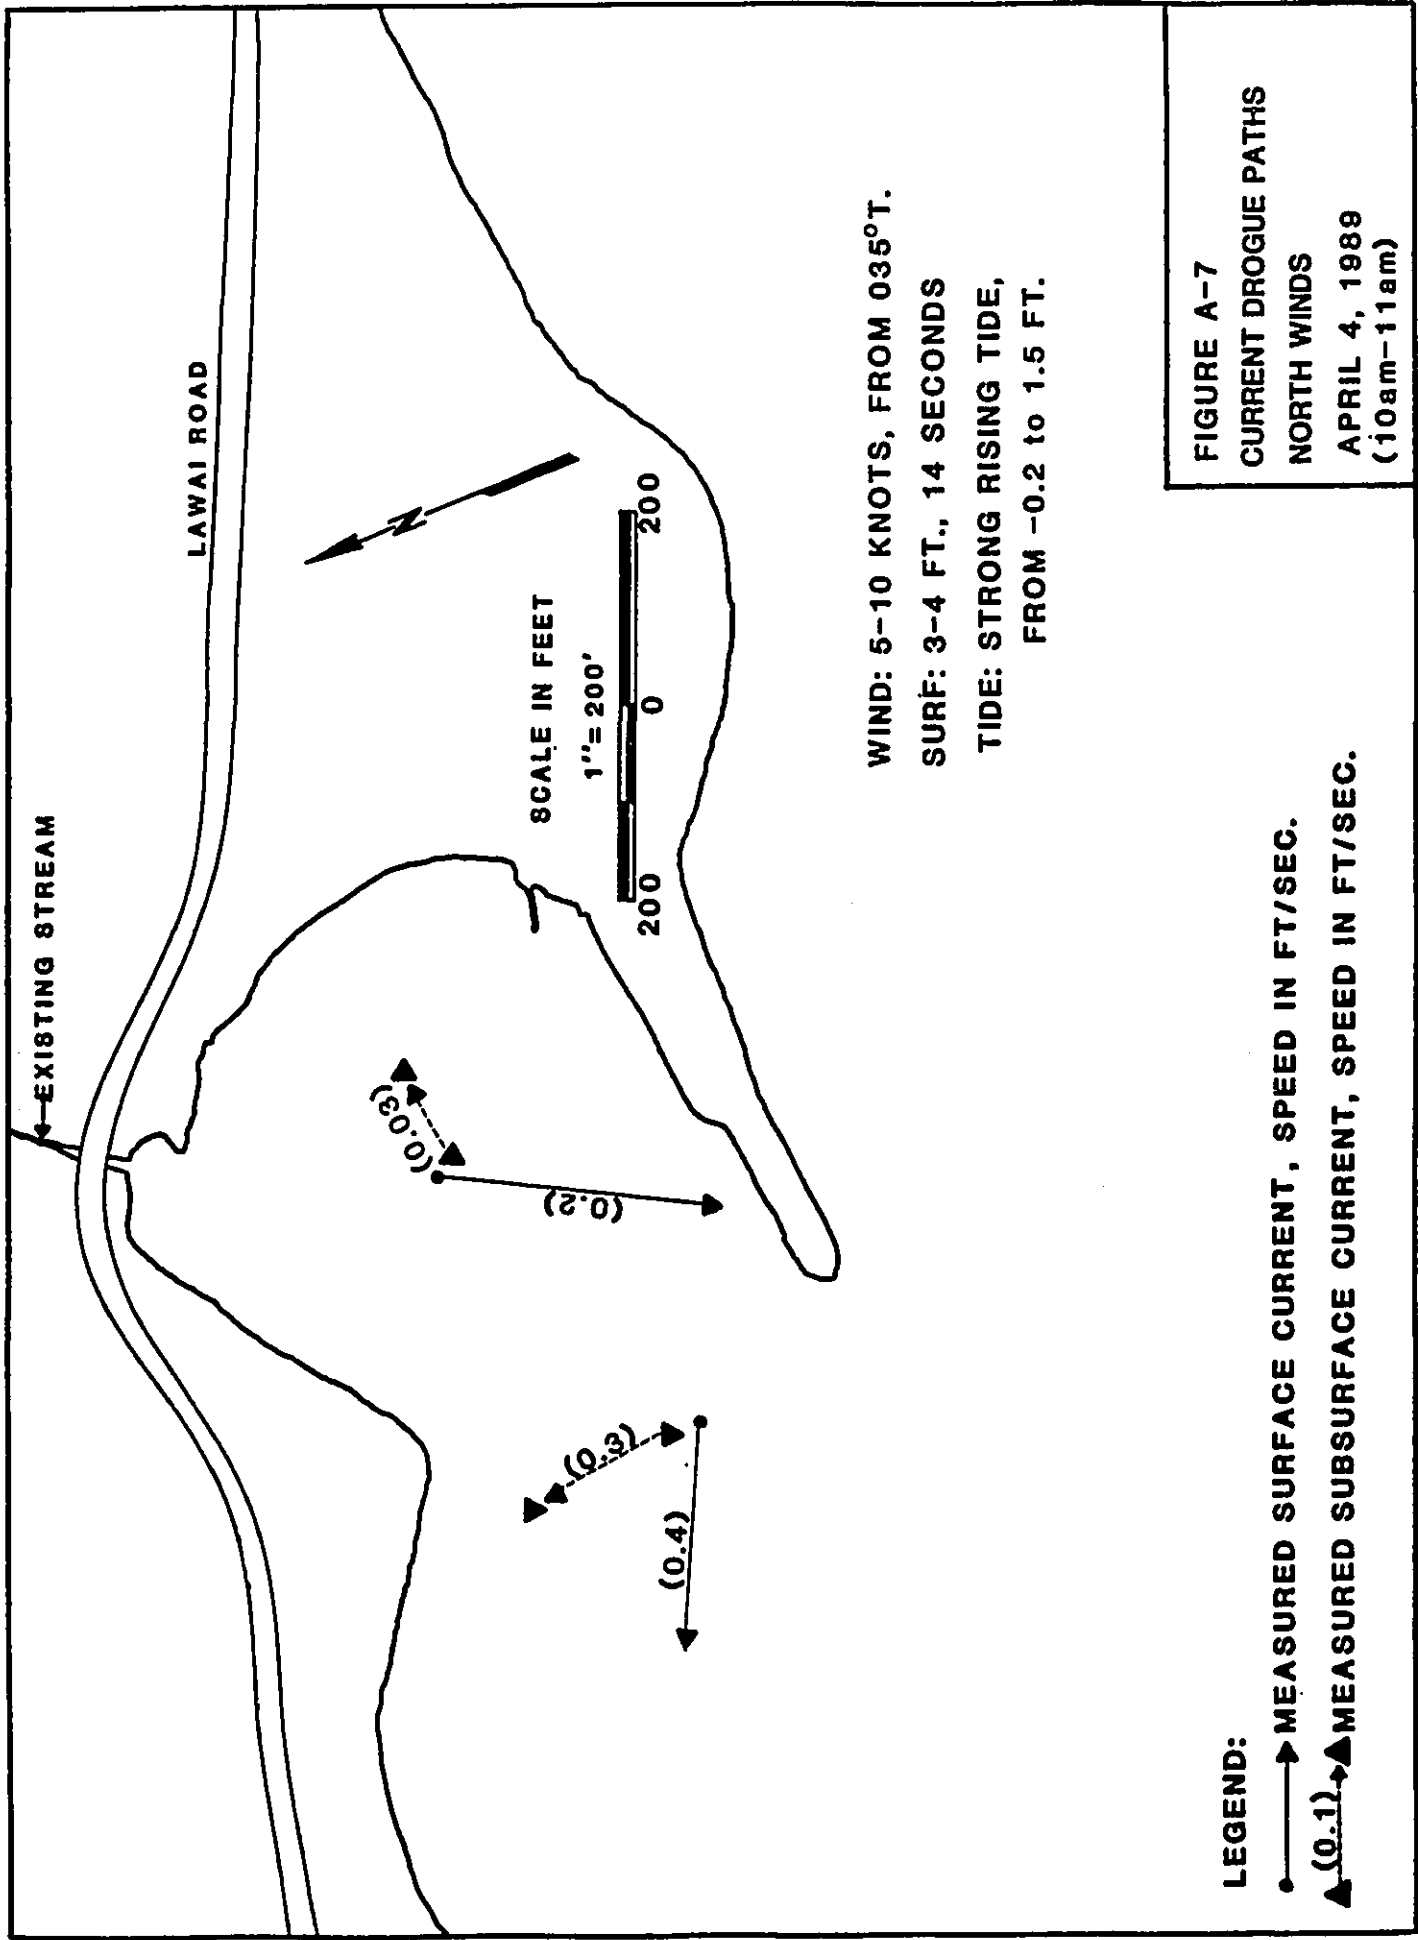 EXISTING STREAM
LAWAI ROAD
N
SCALE IN FEET
1"= 200'
200 0 200
(0.03)
(0.2)
(0.3)
(0.4)
WIND: 5-10 KNOTS, FROM 035°T.
SURF: 3-4 FT., 14 SECONDS
TIDE: STRONG RISING TIDE,
FROM -0.2 to 1.5 FT.
LEGEND:
MEASURED SURFACE CURRENT, SPEED IN FT/SEC.
(0.1) MEASURED SUBSURFACE CURRENT, SPEED IN FT/SEC.
FIGURE A-7
CURRENT DROGUE PATHS
NORTH WINDS
APRIL 4, 1989
(10am-11am)